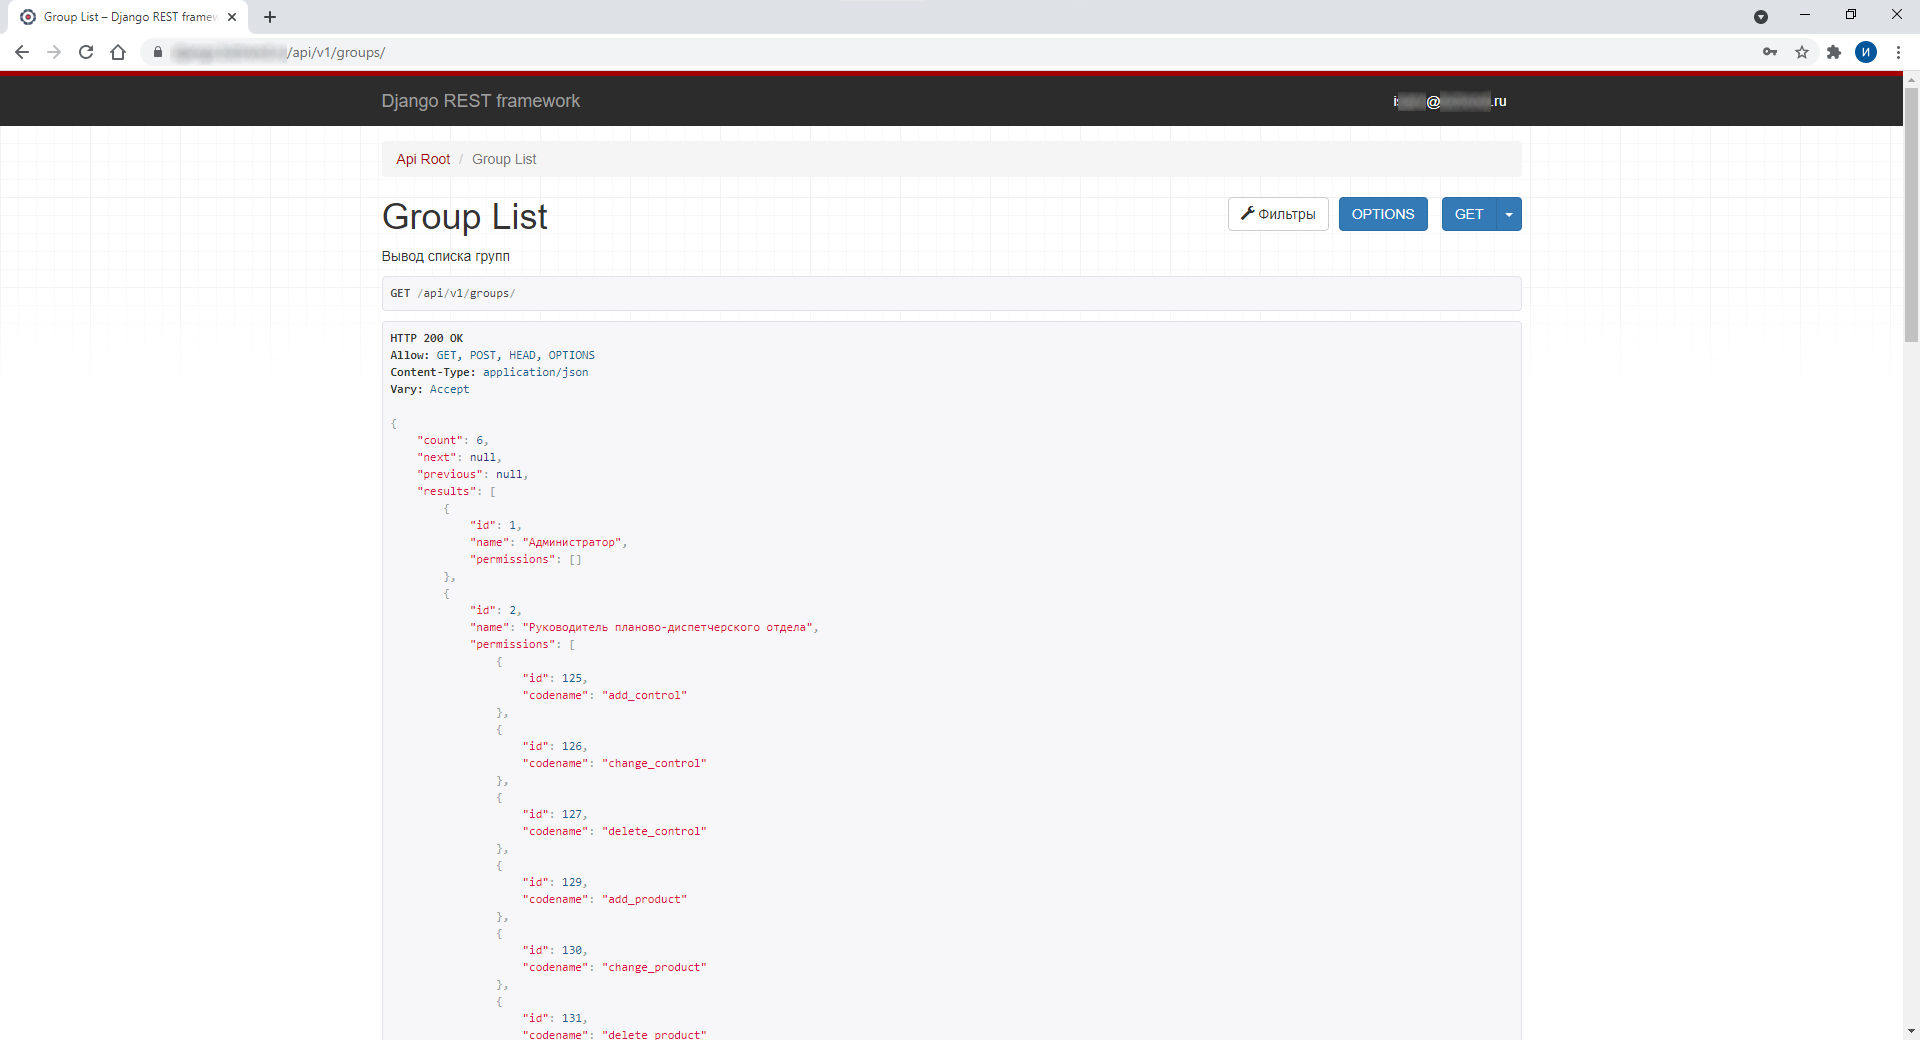 Group List – Django REST framew
/api/v1/groups/
И
Django REST framework
@ .ru
Api Root / Group List
Group List
Фильтры
OPTIONS
GET
Вывод списка групп
GET /api/v1/groups/
HTTP 200 OK
Allow: GET, POST, HEAD, OPTIONS
Content-Type: application/json
Vary: Accept
{
"count": 6,
"next": null,
"previous": null,
"results": [
{
"id": 1,
"name": "Администратор",
"permissions": []
},
{
"id": 2,
"name": "Руководитель планово-диспетчерского отдела",
"permissions": [
{
"id": 125,
"codename": "add_control"
},
{
"id": 126,
"codename": "change_control"
},
{
"id": 127,
"codename": "delete_control"
},
{
"id": 129,
"codename": "add_product"
},
{
"id": 130,
"codename": "change_product"
},
{
"id": 131,
"codename": "delete_product"